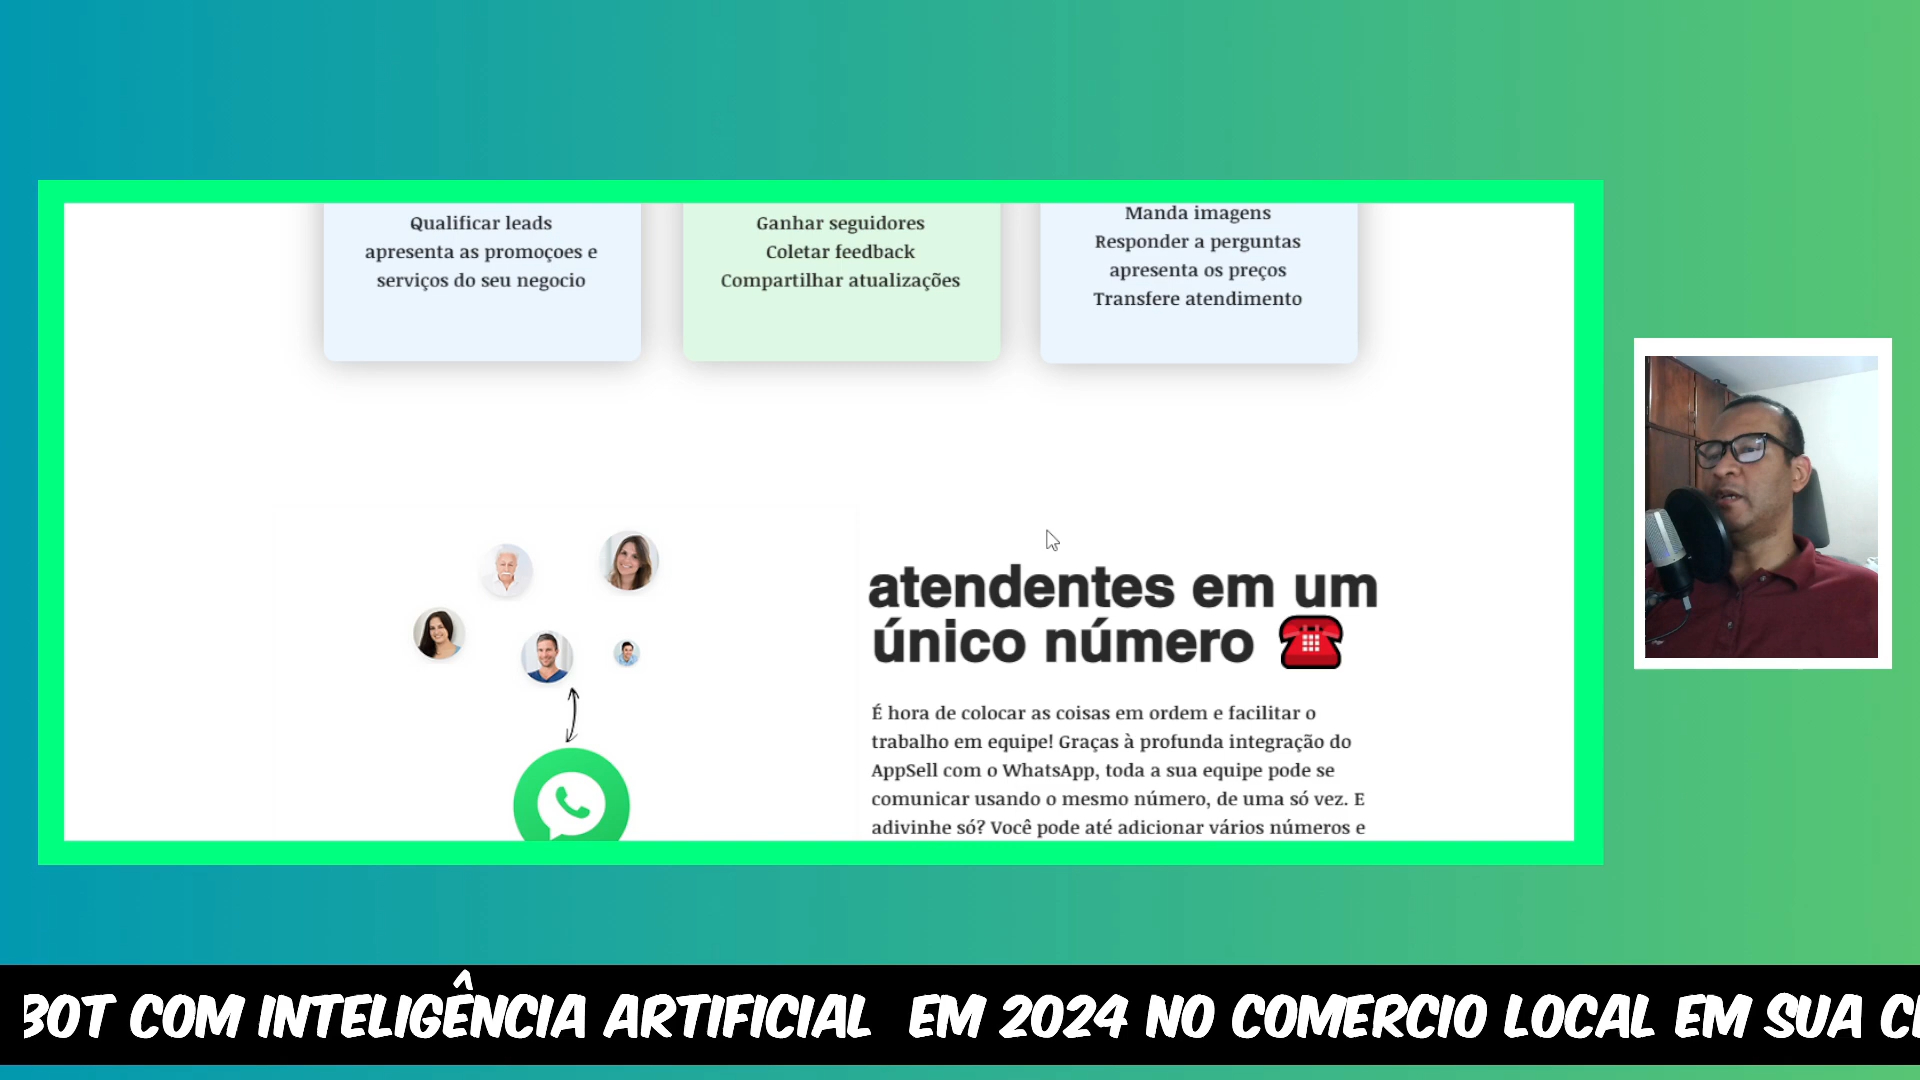 Qualificar leads
apresenta as promoçoes e
serviços do seu negocio
Ganhar seguidores
Coletar feedback
Compartilhar atualizações
Manda imagens
Responder a perguntas
apresenta os preços
Transfere atendimento
atendentes em um
único número
É hora de colocar as coisas em ordem e facilitar o
trabalho em equipe! Graças à profunda integração do
AppSell com o WhatsApp, toda a sua equipe pode se
comunicar usando o mesmo número, de uma só vez. E
adivinhe só? Você pode até adicionar vários números e
BOT COM INTELIGÊNCIA ARTIFICIAL EM 2024 NO COMERCIO LOCAL EM SUA